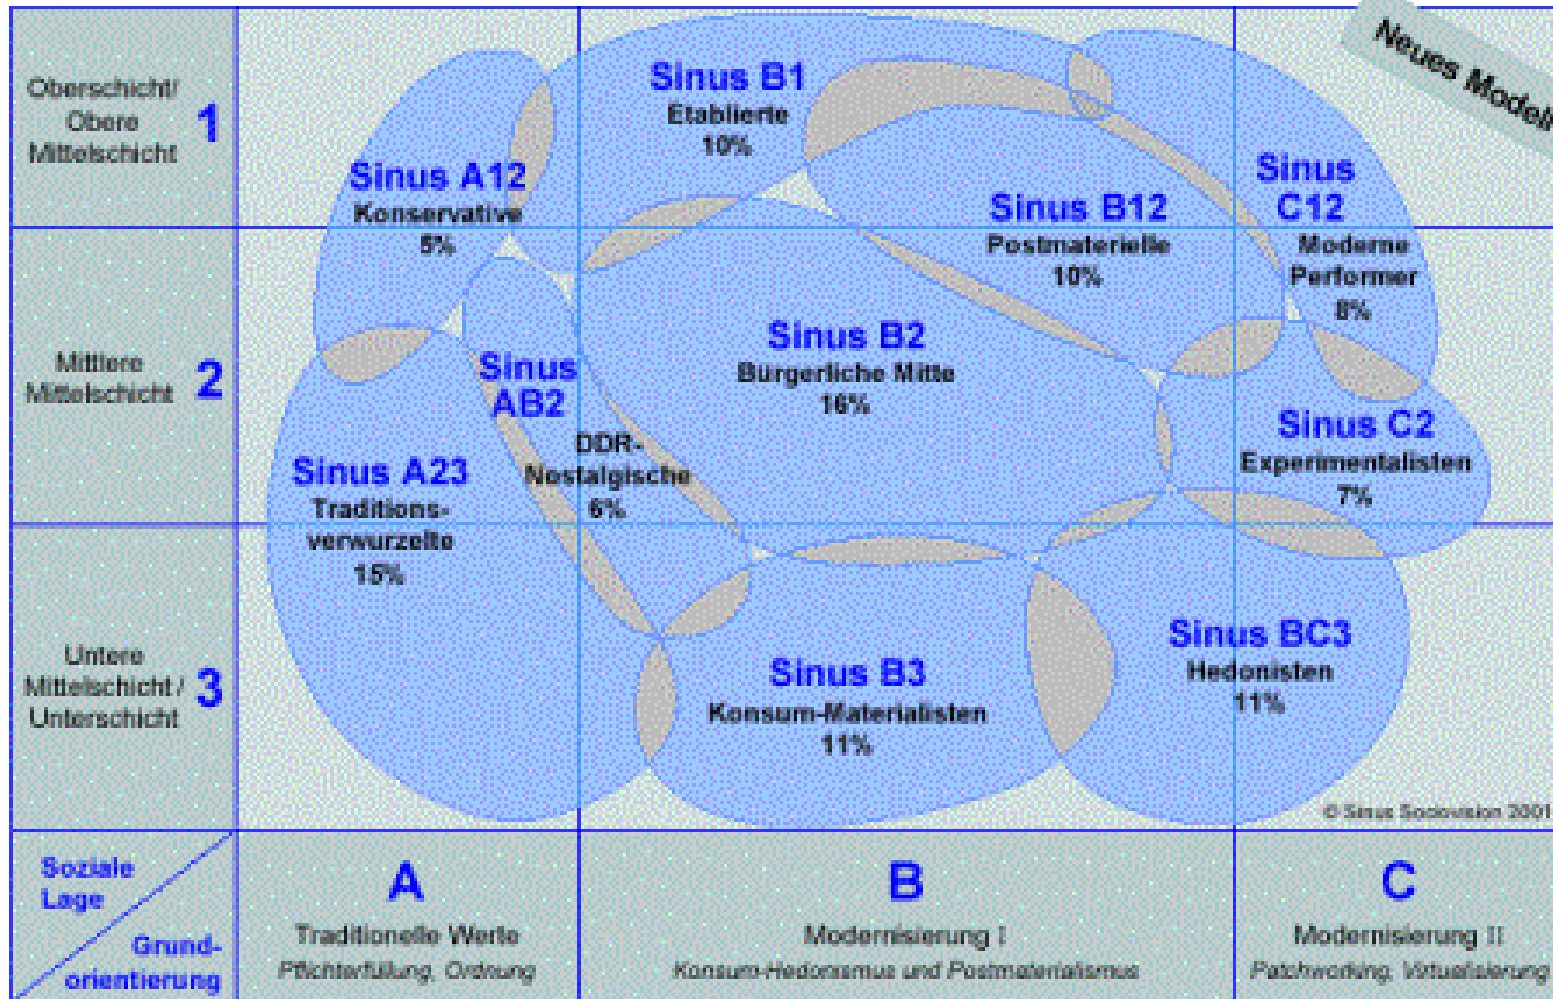 Neues Modell
Oberschicht/
Obere
Mittelschicht
1
Sinus B1
Etablierte
10%
Sinus A12
Konservative
5%
Sinus B12
Postmaterielle
10%
Sinus
C12
Moderne
Performer
8%
Mittlere
Mittelschicht
2
Sinus B2
Bürgerliche Mitte
16%
Sinus
AB2
DDR-
Nostalgische
6%
Sinus A23
Traditions-
verwurzelte
15%
Sinus C2
Experimentalisten
7%
Untere
Mittelschicht /
Unterschicht
3
Sinus B3
Konsum-Materialisten
11%
Sinus BC3
Hedonisten
11%
© Sinus Sociovision 2001
Soziale
Lage
Grund-
orientierung
A
Traditionelle Werte
Pflichterfüllung, Ordnung
B
Modernisierung I
Konsum-Hedonismus und Postmaterialismus
C
Modernisierung II
Patchworking, Virtualisierung